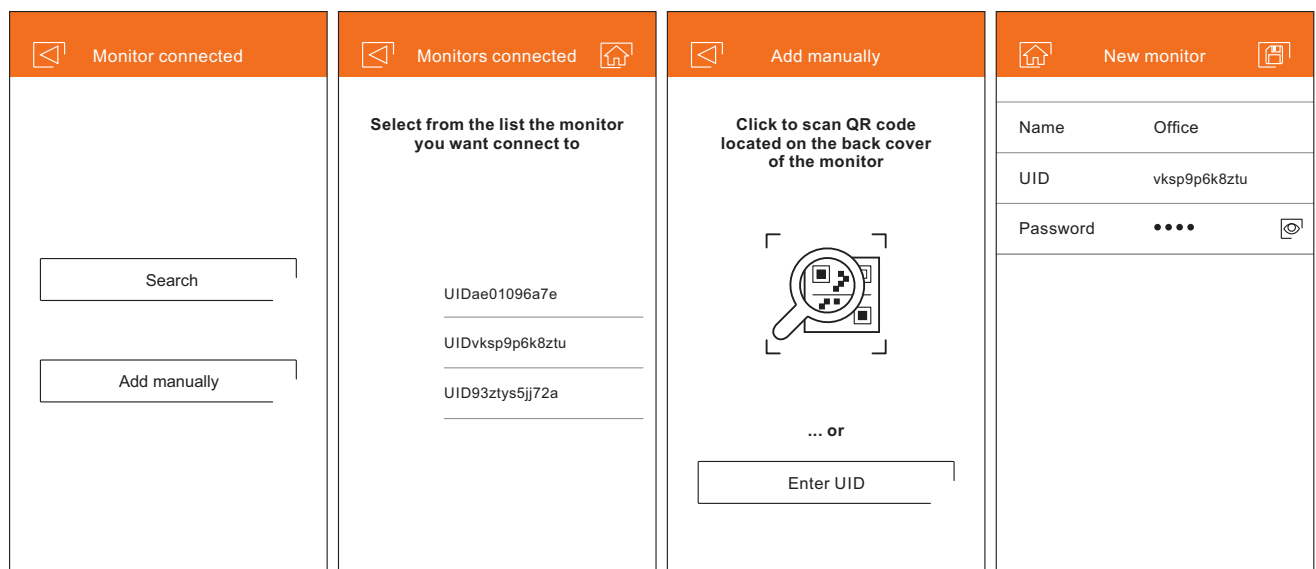 Monitor connected
Search
Add manually
Monitors connected
Select from the list the monitor
you want connect to
UIDae01096a7e
UIDvksp9p6k8ztu
UID93ztys5jj72a
Add manually
Click to scan QR code
located on the back cover
of the monitor
... or
Enter UID
New monitor
Name Office
UID vksp9p6k8ztu
Password ••••